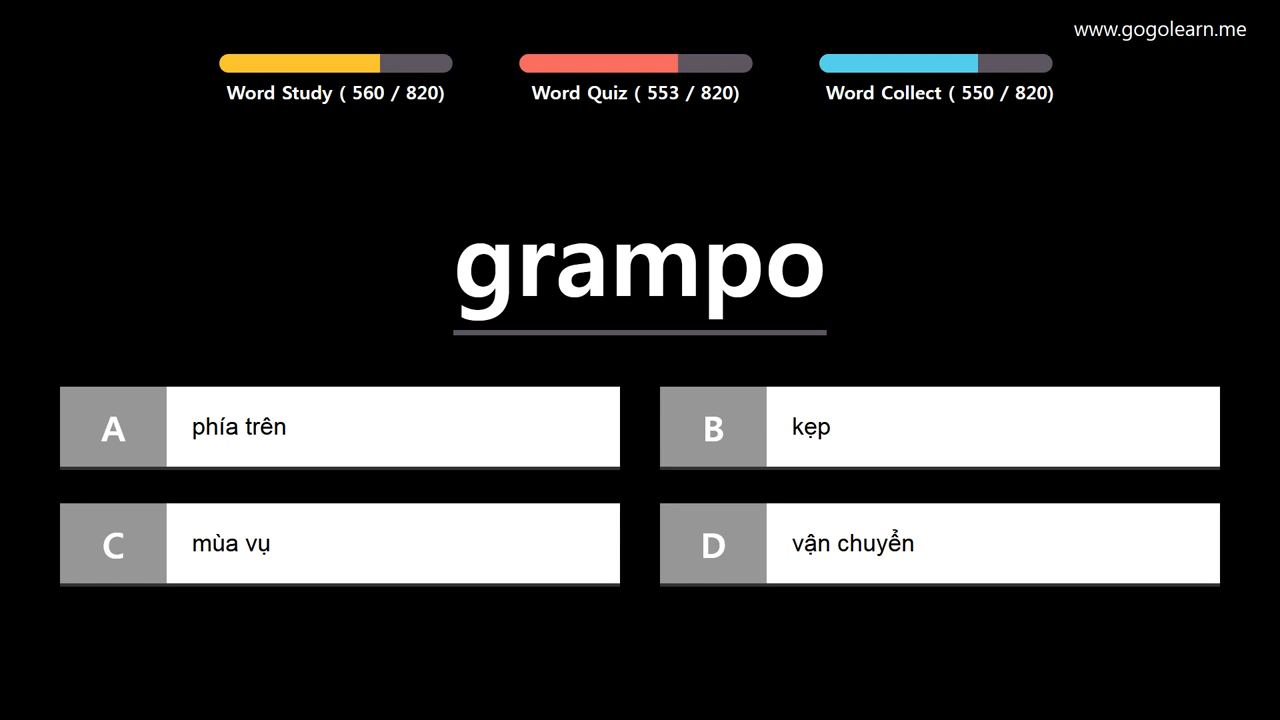 www.gogolearn.me
Word Study ( 560 / 820)
Word Quiz ( 553 / 820)
Word Collect ( 550 / 820)
grampo
A
phía trên
B
kẹp
C
mùa vụ
D
vận chuyển